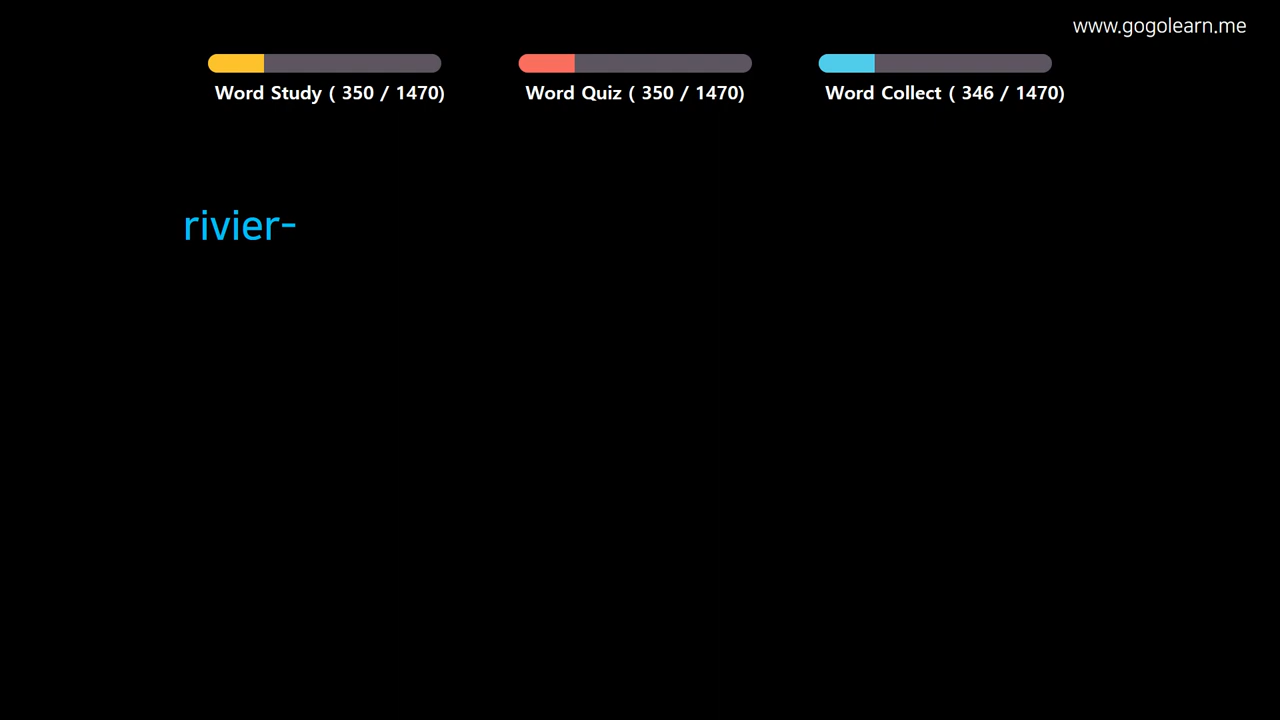 www.gogolearn.me
Word Study ( 350 / 1470)
Word Quiz ( 350 / 1470)
Word Collect ( 346 / 1470)
rivier-